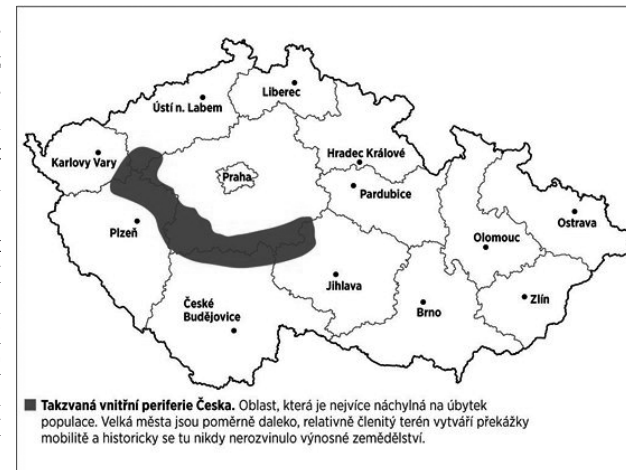 Liberec
Ústí n. Labem
Karlovy Vary
Hradec Králové
Praha
Pardubice
Plzeň
Ostrava
Olomouc
Jihlava
Zlín
České
Budějovice
Brno
Takzvaná vnitřní periferie Česka. Oblast, která je nejvíce náchylná na úbytek
populace. Velká města jsou poměrně daleko, relativně členitý terén vytváří překážky
mobilitě a historicky se tu nikdy nerozvinulo výnosné zemědělství.